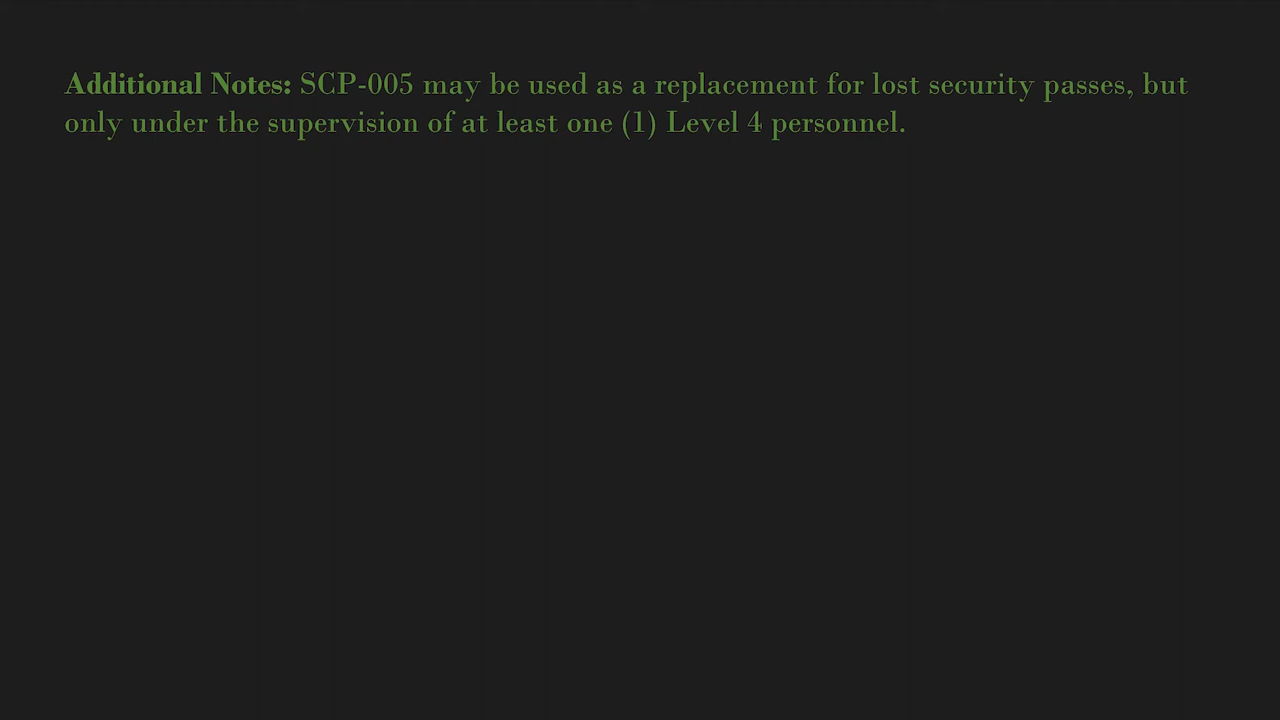 Additional Notes: SCP-005 may be used as a replacement for lost security passes, but
only under the supervision of at least one (1) Level 4 personnel.